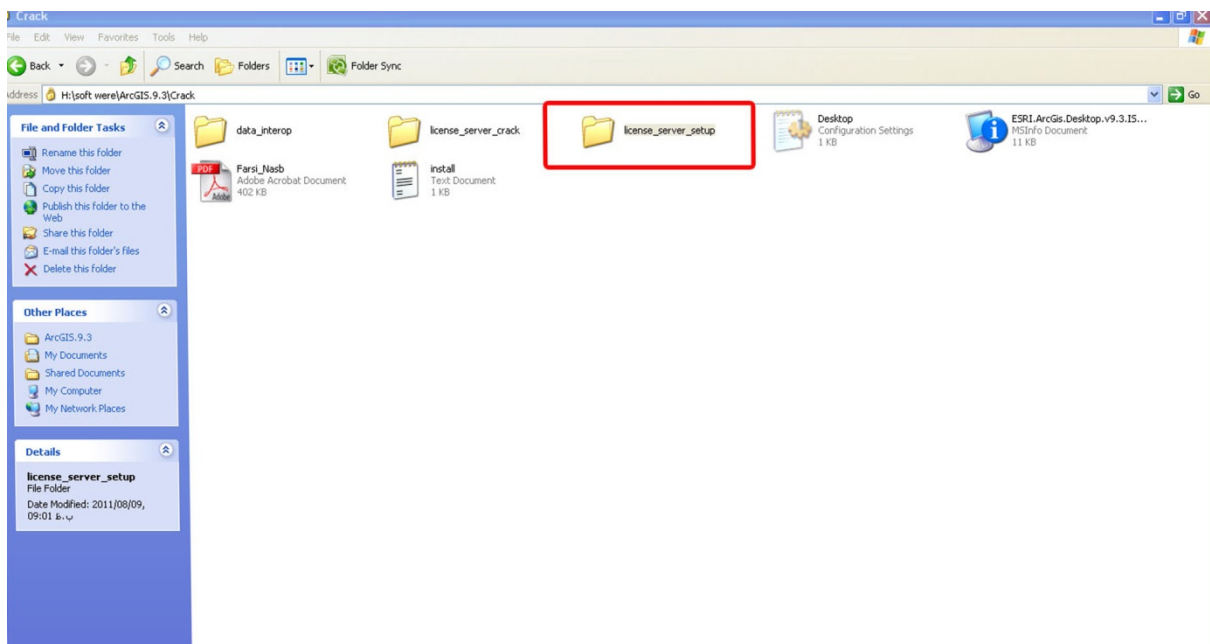 Crack
File Edit View Favorites Tools Help
Back Search Folders Folder Sync
Address H:\soft were\ArcGIS.9.3\Crack Go
File and Folder Tasks
Rename this folder
Move this folder
Copy this folder
Publish this folder to the
Web
Share this folder
E-mail this folder's files
Delete this folder
Other Places
ArcGIS.9.3
My Documents
Shared Documents
My Computer
My Network Places
Details
license_server_setup
File Folder
Date Modified: 2011/08/09,
09:01 ب.ظ
data_interop
license_server_crack
license_server_setup
Desktop
Configuration Settings
1 KB
ESRI.ArcGis.Desktop.v9.3.IS...
MSInfo Document
11 KB
PDF
Adobe
Farsi_Nasb
Adobe Acrobat Document
402 KB
install
Text Document
1 KB